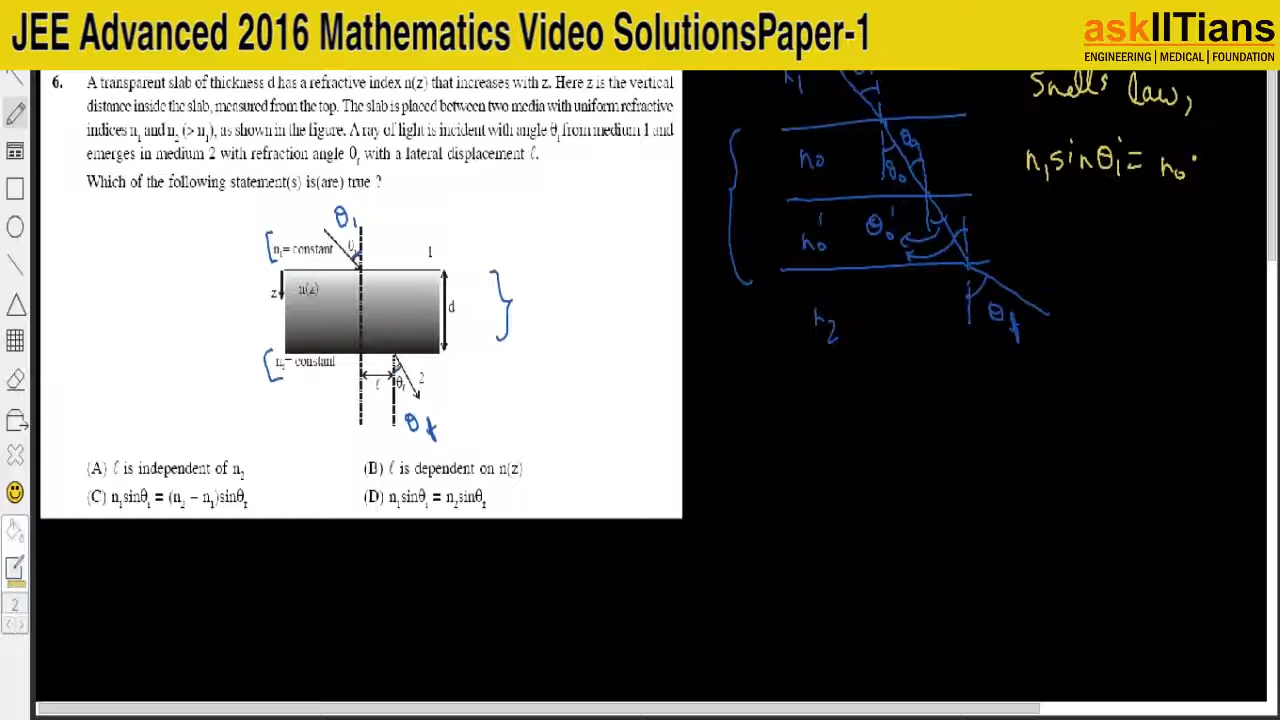 JEE Advanced 2016 Mathematics Video SolutionsPaper-1
askIITians
ENGINEERING | MEDICAL | FOUNDATION
6. A transparent slab of thickness d has a refractive index n(z) that increases with z. Here z is the vertical
distance inside the slab, measured from the top. The slab is placed between two media with uniform refractive
indices n₁ and n₂ (> n₁), as shown in the figure. A ray of light is incident with angle θᵢ from medium 1 and
emerges in medium 2 with refraction angle θf with a lateral displacement ℓ.
Which of the following statement(s) is(are) true ?
θi
n₁= constant
1
z
n(z)
d
n₂= constant
ℓ
θf
2
θf
(A) ℓ is independent of n₂
(B) ℓ is dependent on n(z)
(C) n₁sinθᵢ = (n₂ − n₁)sinθf
(D) n₁sinθᵢ = n₂sinθf
n₁
n₀
θ₀
θ₀
n₀'
θ₀'
n₂
θf
Snell's law,
n₁sinθi = n₀
2